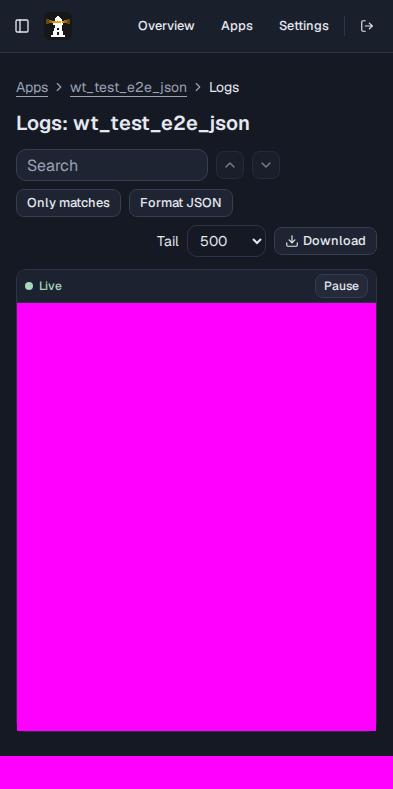 Overview Apps Settings
Apps > wt_test_e2e_json > Logs
Logs: wt_test_e2e_json
Search
Only matches Format JSON
Tail 500 Download
Live Pause